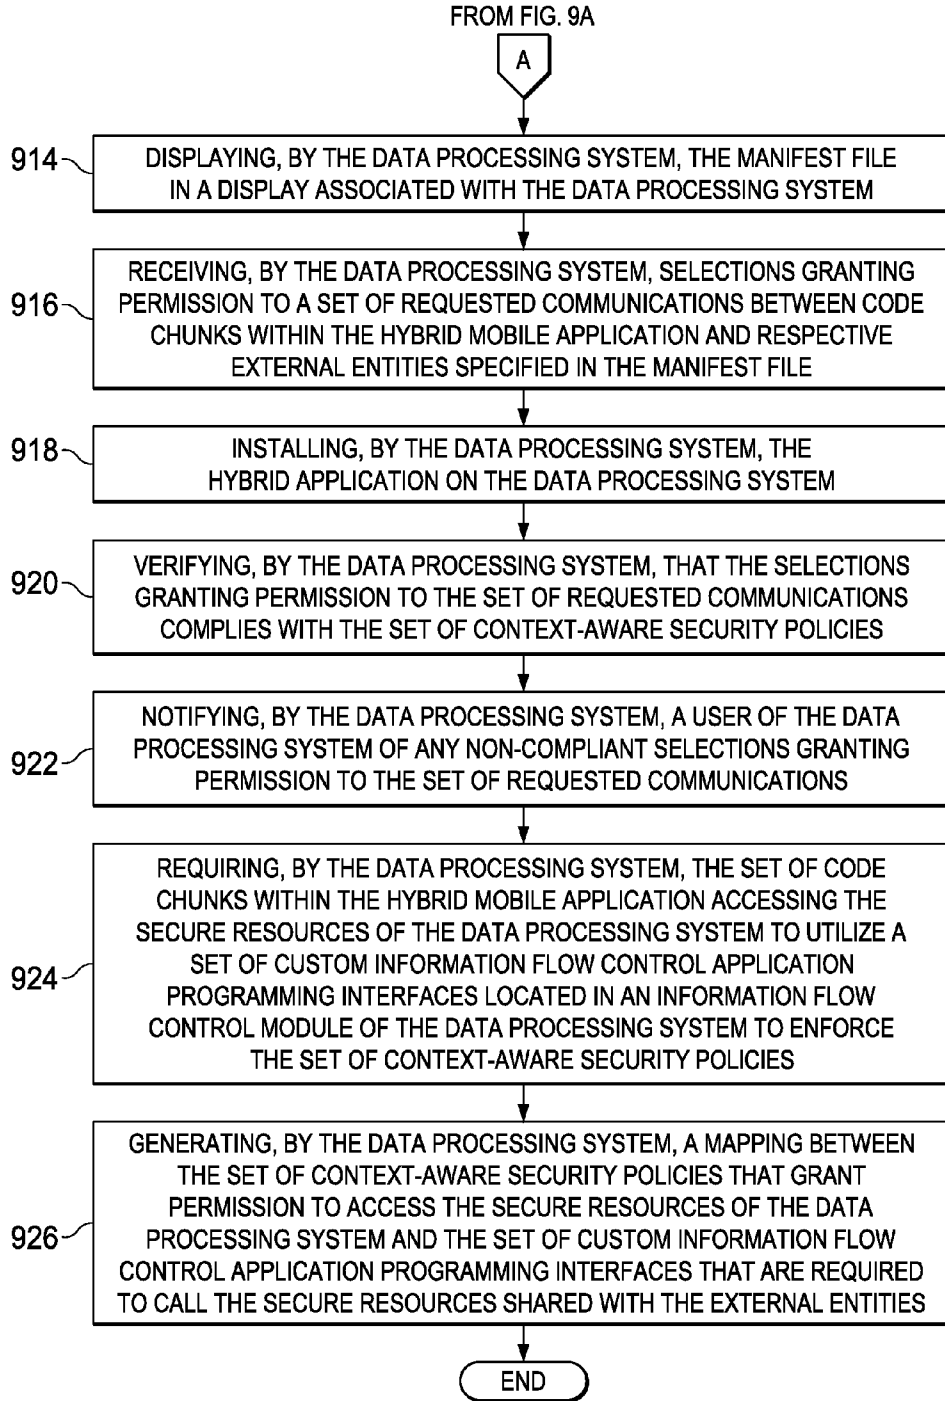 FROM FIG. 9A
A
914
DISPLAYING, BY THE DATA PROCESSING SYSTEM, THE MANIFEST FILE
IN A DISPLAY ASSOCIATED WITH THE DATA PROCESSING SYSTEM
916
RECEIVING, BY THE DATA PROCESSING SYSTEM, SELECTIONS GRANTING
PERMISSION TO A SET OF REQUESTED COMMUNICATIONS BETWEEN CODE
CHUNKS WITHIN THE HYBRID MOBILE APPLICATION AND RESPECTIVE
EXTERNAL ENTITIES SPECIFIED IN THE MANIFEST FILE
918
INSTALLING, BY THE DATA PROCESSING SYSTEM, THE
HYBRID APPLICATION ON THE DATA PROCESSING SYSTEM
920
VERIFYING, BY THE DATA PROCESSING SYSTEM, THAT THE SELECTIONS
GRANTING PERMISSION TO THE SET OF REQUESTED COMMUNICATIONS
COMPLIES WITH THE SET OF CONTEXT-AWARE SECURITY POLICIES
922
NOTIFYING, BY THE DATA PROCESSING SYSTEM, A USER OF THE DATA
PROCESSING SYSTEM OF ANY NON-COMPLIANT SELECTIONS GRANTING
PERMISSION TO THE SET OF REQUESTED COMMUNICATIONS
924
REQUIRING, BY THE DATA PROCESSING SYSTEM, THE SET OF CODE
CHUNKS WITHIN THE HYBRID MOBILE APPLICATION ACCESSING THE
SECURE RESOURCES OF THE DATA PROCESSING SYSTEM TO UTILIZE A
SET OF CUSTOM INFORMATION FLOW CONTROL APPLICATION
PROGRAMMING INTERFACES LOCATED IN AN INFORMATION FLOW
CONTROL MODULE OF THE DATA PROCESSING SYSTEM TO ENFORCE
THE SET OF CONTEXT-AWARE SECURITY POLICIES
926
GENERATING, BY THE DATA PROCESSING SYSTEM, A MAPPING BETWEEN
THE SET OF CONTEXT-AWARE SECURITY POLICIES THAT GRANT
PERMISSION TO ACCESS THE SECURE RESOURCES OF THE DATA
PROCESSING SYSTEM AND THE SET OF CUSTOM INFORMATION FLOW
CONTROL APPLICATION PROGRAMMING INTERFACES THAT ARE REQUIRED
TO CALL THE SECURE RESOURCES SHARED WITH THE EXTERNAL ENTITIES
END